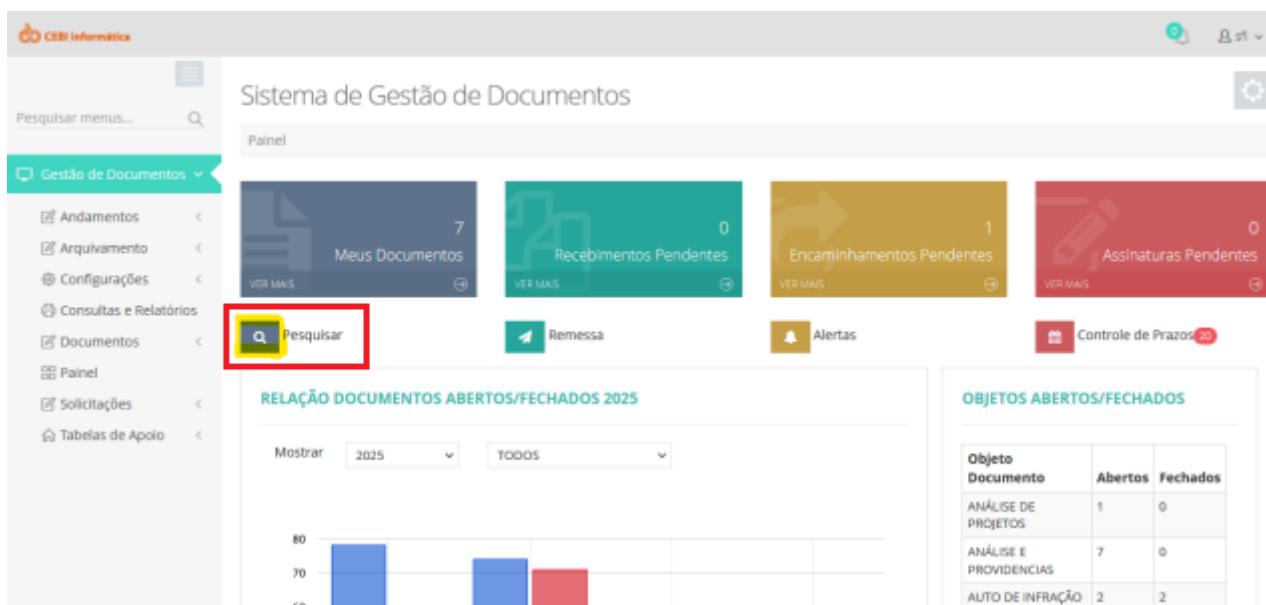 CEBI informática
0
sfi
Pesquisar menus...
Sistema de Gestão de Documentos
Painel
Gestão de Documentos
Andamentos
Arquivamento
Configurações
Consultas e Relatórios
Documentos
Painel
Solicitações
Tabelas de Apoio
7
Meus Documentos
VER MAIS
0
Recebimentos Pendentes
VER MAIS
1
Encaminhamentos Pendentes
VER MAIS
0
Assinaturas Pendentes
VER MAIS
Pesquisar
Remessa
Alertas
Controle de Prazos 20
RELAÇÃO DOCUMENTOS ABERTOS/FECHADOS 2025
Mostrar 2025 TODOS
80
70
60
OBJETOS ABERTOS/FECHADOS
Objeto
Documento Abertos Fechados
ANÁLISE DE 1 0
PROJETOS
ANÁLISE E 7 0
PROVIDENCIAS
AUTO DE INFRAÇÃO 2 2